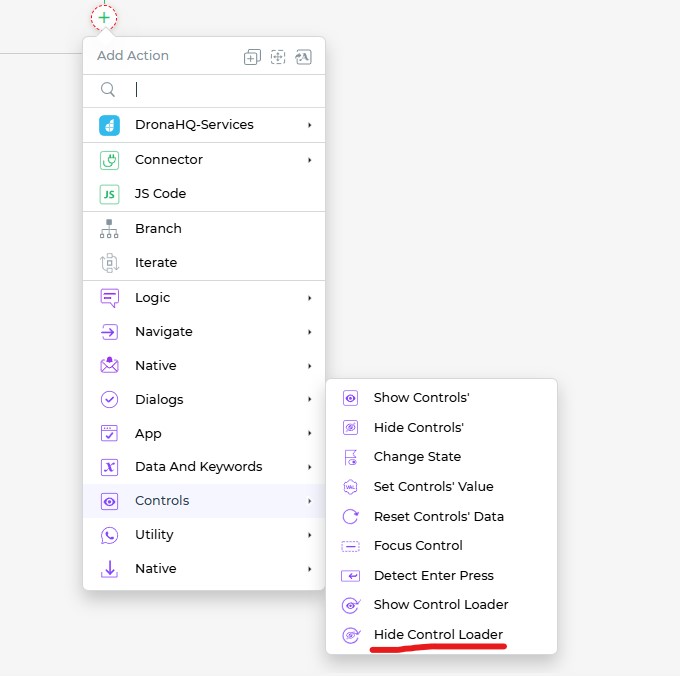 Add Action
DronaHQ-Services
Connector
JS JS Code
Branch
Iterate
Logic
Navigate
Native
Dialogs
App
Data And Keywords
Controls
Utility
Native
Show Controls'
Hide Controls'
Change State
VAL Set Controls' Value
Reset Controls' Data
Focus Control
Detect Enter Press
Show Control Loader
Hide Control Loader